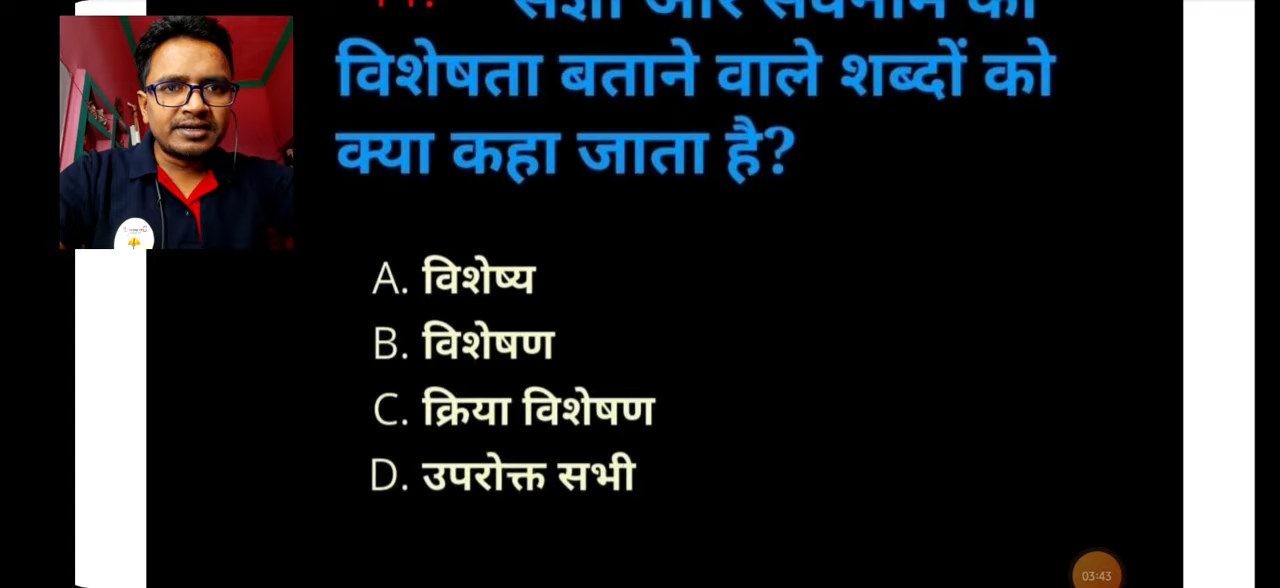 संज्ञा और सर्वनाम की
विशेषता बताने वाले शब्दों को
क्या कहा जाता है?
A. विशेष्य
B. विशेषण
C. क्रिया विशेषण
D. उपरोक्त सभी
03:43